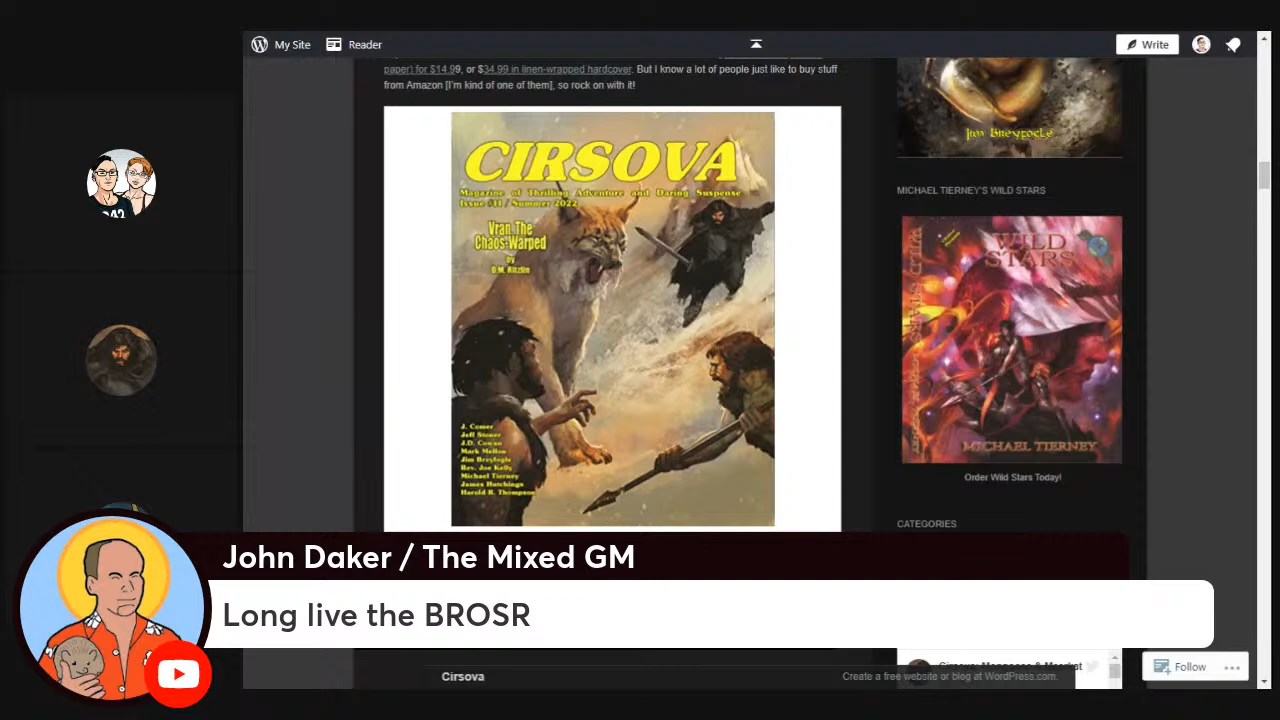 My Site
Reader
Write
paper) for $14.99, or $34.99 in linen-wrapped hardcover. But I know a lot of people just like to buy stuff
from Amazon [I'm kind of one of them], so rock on with it!
CIRSOVA
Magazine of Thrilling Adventure and Daring Suspense
Issue #11 / Summer 2022
Vran, The
Chaos-Warped
by
D.M. Ritzlin
J. Comer
Jeff Stoner
J.D. Cowan
Mark Mellon
Jim Breyfogle
Rev. Joe Kelly
Michael Tierney
James Hutchings
Harold R. Thompson
Jim Breyfogle
MICHAEL TIERNEY'S WILD STARS
WILD
STARS
MICHAEL TIERNEY
Order Wild Stars Today!
CATEGORIES
John Daker / The Mixed GM
Long live the BROSR
Cirsova: Mongoose & Meerkat
Follow
Cirsova
Create a free website or blog at WordPress.com.